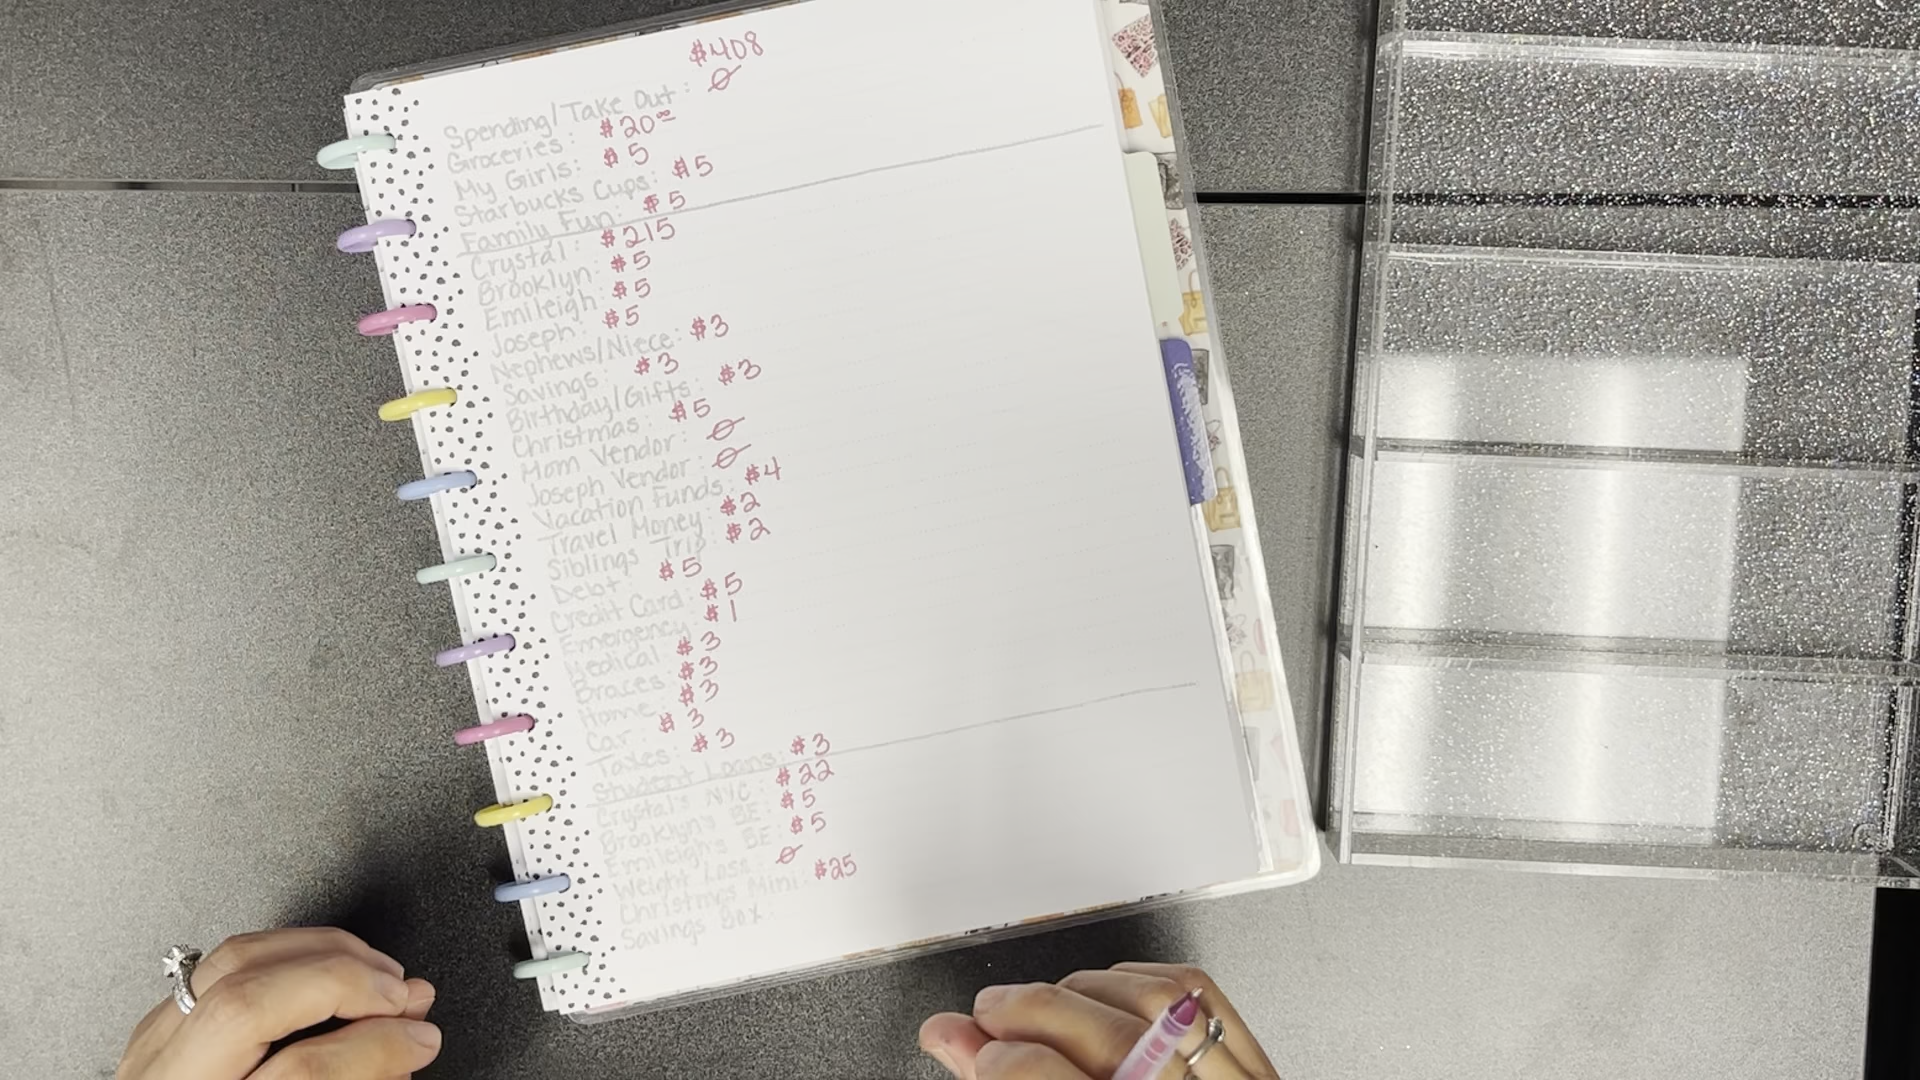 $408
Spending/Take Out: Ø
Groceries: $20⁰⁰
My Girls: $5
Starbucks Cups: $5
Family Fun: $5
Crystal: $215
Brooklyn: $5
Emileigh: $5
Joseph: $5
Nephews/Niece: $3
Savings: $3
Birthday/Gifts: $3
Christmas: $5
Mom Vendor: Ø
Joseph Vendor: Ø
Vacation Funds: $4
Travel Money: $2
Siblings Trip: $2
Debt: $5
Credit Card: $5
Emergency: $1
Medical: $3
Braces: $3
Home: $3
Car: $3
Taxes: $3
Student Loans: $3
Crystal's NYC: $22
Brooklyn's BE: $5
Emileigh's BE: $5
Weight Loss: Ø
Christmas Mini: $25
Savings Box: